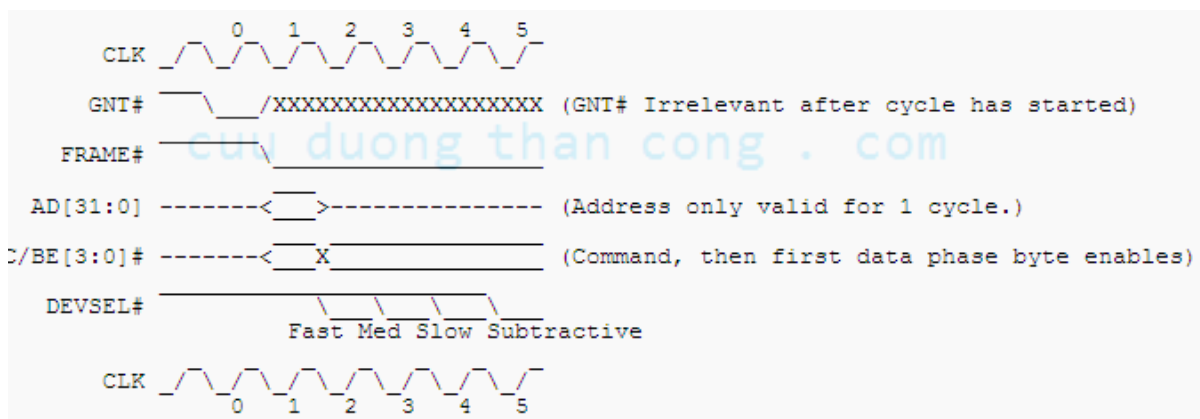 0 1 2 3 4 5
CLK
GNT# /XXXXXXXXXXXXXXXXXXX (GNT# Irrelevant after cycle has started)
cuu duong than cong . com
FRAME#
AD[31:0] -------<___>--------------- (Address only valid for 1 cycle.)
C/BE[3:0]# -------<___X (Command, then first data phase byte enables)
DEVSEL#
Fast Med Slow Subtractive
CLK
0 1 2 3 4 5